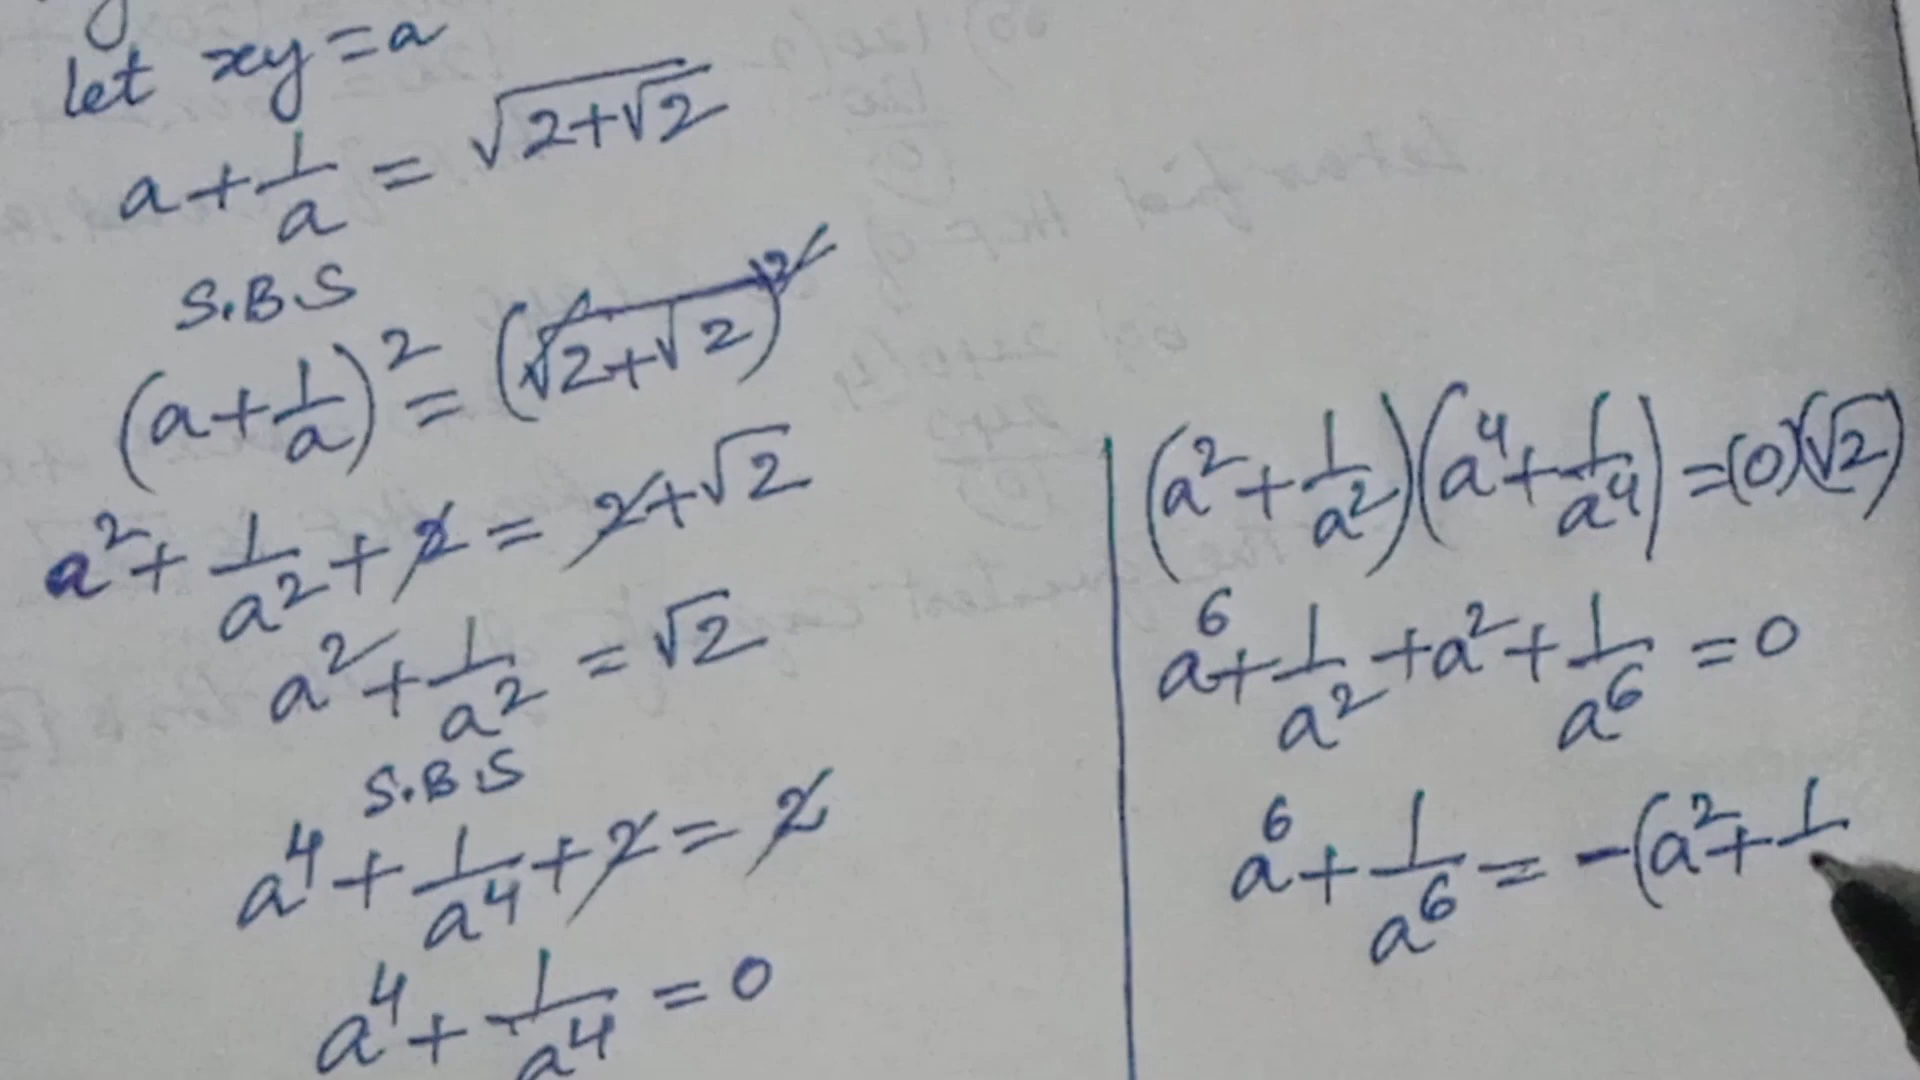 let xy = a
a + 1/a = √(2+√2)
S.B.S
(a + 1/a)² = (√(2+√2))²
a² + 1/a² + 2 = 2 + √2
a² + 1/a² = √2
S.B.S
a⁴ + 1/a⁴ + 2 = 2
a⁴ + 1/a⁴ = 0
(a² + 1/a²)(a⁴ + 1/a⁴) = (0)(√2)
a⁶ + 1/a² + a² + 1/a⁶ = 0
a⁶ + 1/a⁶ = -(a² + 1